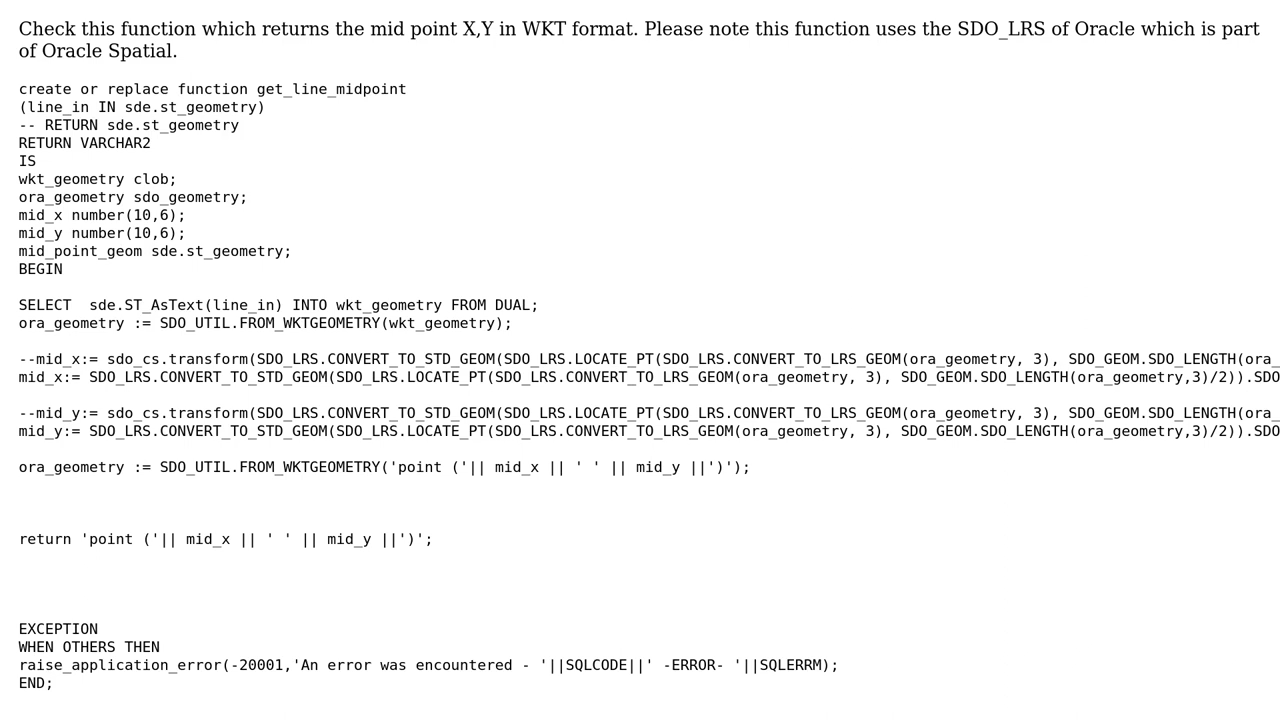 Check this function which returns the mid point X,Y in WKT format. Please note this function uses the SDO_LRS of Oracle which is part
of Oracle Spatial.
create or replace function get_line_midpoint
(line_in IN sde.st_geometry)
-- RETURN sde.st_geometry
RETURN VARCHAR2
IS
wkt_geometry clob;
ora_geometry sdo_geometry;
mid_x number(10,6);
mid_y number(10,6);
mid_point_geom sde.st_geometry;
BEGIN
SELECT  sde.ST_AsText(line_in) INTO wkt_geometry FROM DUAL;
ora_geometry := SDO_UTIL.FROM_WKTGEOMETRY(wkt_geometry);
--mid_x:= sdo_cs.transform(SDO_LRS.CONVERT_TO_STD_GEOM(SDO_LRS.LOCATE_PT(SDO_LRS.CONVERT_TO_LRS_GEOM(ora_geometry, 3), SDO_GEOM.SDO_LENGTH(ora_
mid_x:= SDO_LRS.CONVERT_TO_STD_GEOM(SDO_LRS.LOCATE_PT(SDO_LRS.CONVERT_TO_LRS_GEOM(ora_geometry, 3), SDO_GEOM.SDO_LENGTH(ora_geometry,3)/2)).SDO
--mid_y:= sdo_cs.transform(SDO_LRS.CONVERT_TO_STD_GEOM(SDO_LRS.LOCATE_PT(SDO_LRS.CONVERT_TO_LRS_GEOM(ora_geometry, 3), SDO_GEOM.SDO_LENGTH(ora_
mid_y:= SDO_LRS.CONVERT_TO_STD_GEOM(SDO_LRS.LOCATE_PT(SDO_LRS.CONVERT_TO_LRS_GEOM(ora_geometry, 3), SDO_GEOM.SDO_LENGTH(ora_geometry,3)/2)).SDO
ora_geometry := SDO_UTIL.FROM_WKTGEOMETRY('point ('|| mid_x || ' ' || mid_y ||')');
return 'point ('|| mid_x || ' ' || mid_y ||')';
EXCEPTION
WHEN OTHERS THEN
raise_application_error(-20001,'An error was encountered - '||SQLCODE||' -ERROR- '||SQLERRM);
END;